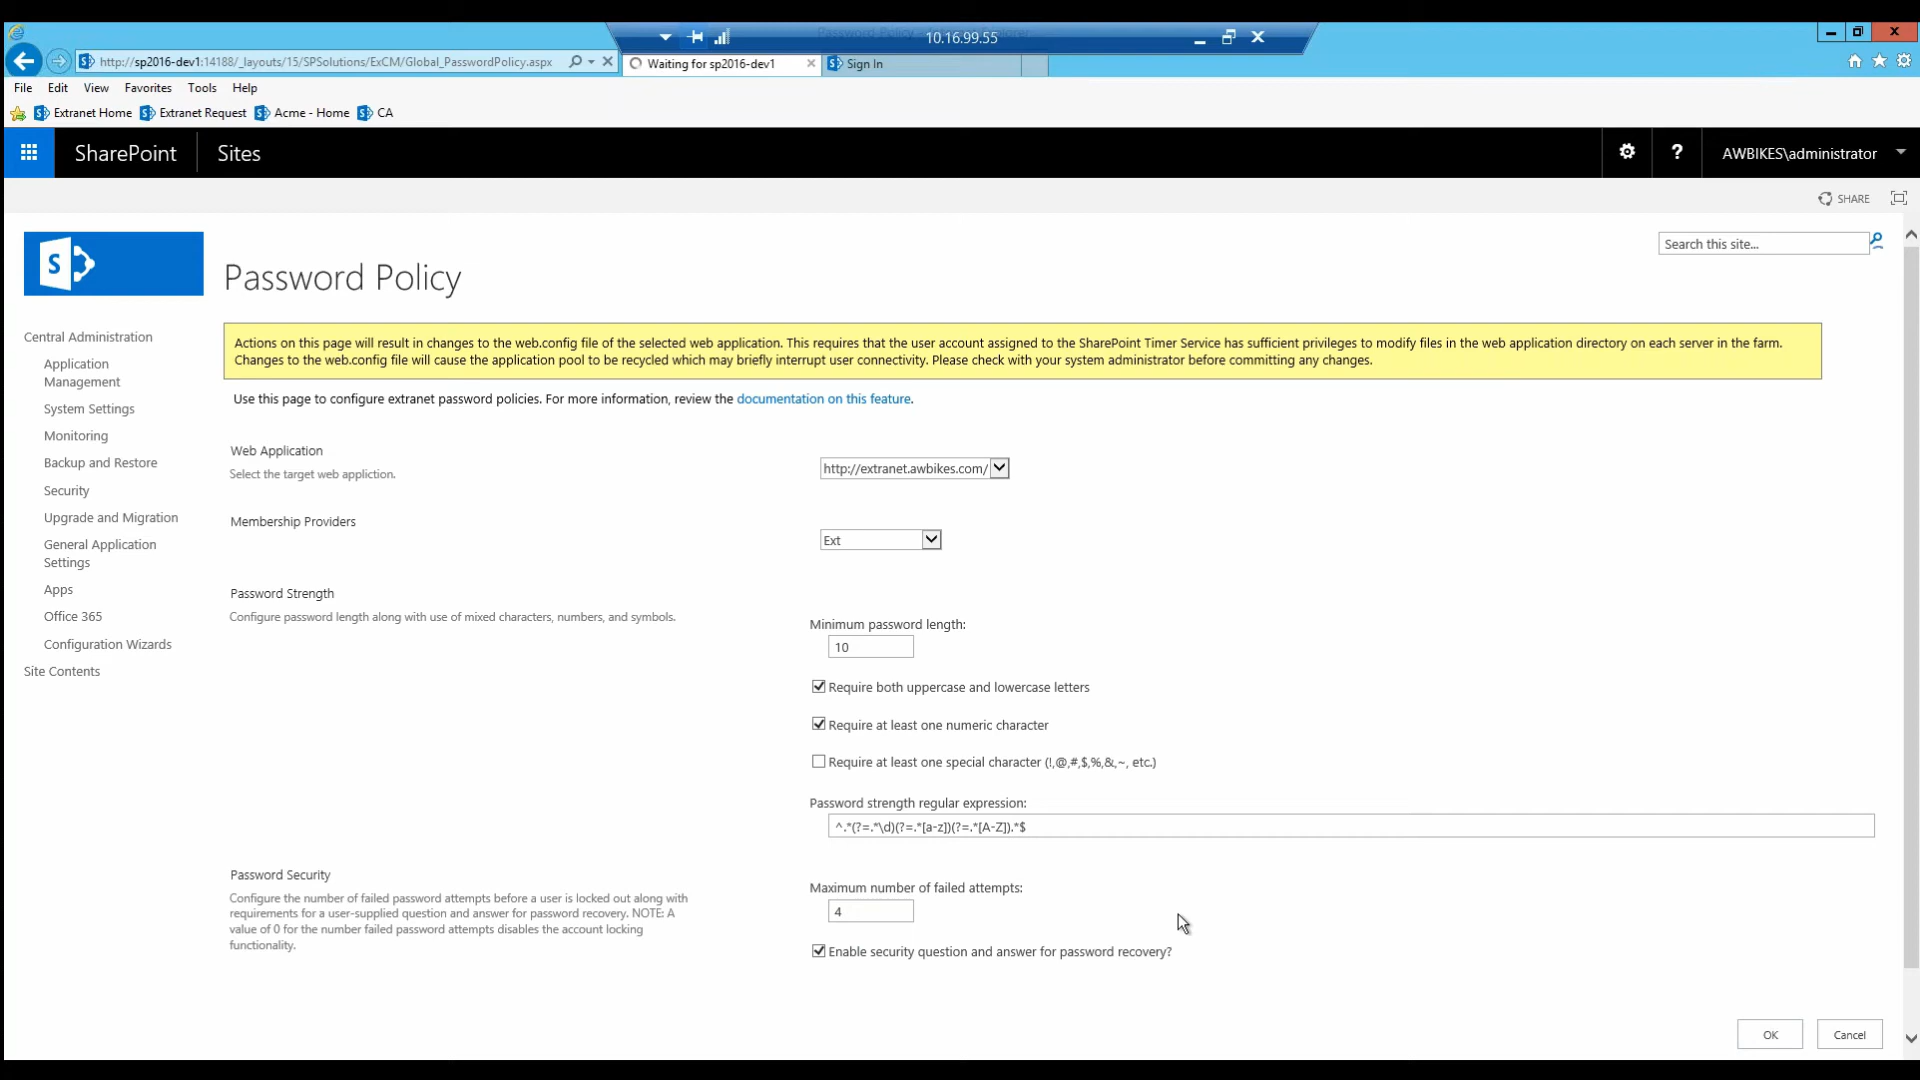 10.16.99.55
http://sp2016-dev1:14188/_layouts/15/SPSolutions/ExCM/Global_PasswordPolicy.aspx
Waiting for sp2016-dev1
Sign In
File Edit View Favorites Tools Help
Extranet Home Extranet Request Acme - Home CA
SharePoint Sites
? AWBIKES\administrator
SHARE
Search this site...
S
Password Policy
Central Administration
Application
Management
System Settings
Monitoring
Backup and Restore
Security
Upgrade and Migration
General Application
Settings
Apps
Office 365
Configuration Wizards
Site Contents
Actions on this page will result in changes to the web.config file of the selected web application. This requires that the user account assigned to the SharePoint Timer Service has sufficient privileges to modify files in the web application directory on each server in the farm.
Changes to the web.config file will cause the application pool to be recycled which may briefly interrupt user connectivity. Please check with your system administrator before committing any changes.
Use this page to configure extranet password policies. For more information, review the documentation on this feature.
Web Application
Select the target web appliction.
http://extranet.awbikes.com/
Membership Providers
Ext
Password Strength
Configure password length along with use of mixed characters, numbers, and symbols.
Minimum password length:
10
Require both uppercase and lowercase letters
Require at least one numeric character
Require at least one special character (!,@,#,$,%,&,~, etc.)
Password strength regular expression:
^.*(?=.*\d)(?=.*[a-z])(?=.*[A-Z]).*$
Password Security
Configure the number of failed password attempts before a user is locked out along with
requirements for a user-supplied question and answer for password recovery. NOTE: A
value of 0 for the number failed password attempts disables the account locking
functionality.
Maximum number of failed attempts:
4
Enable security question and answer for password recovery?
OK Cancel